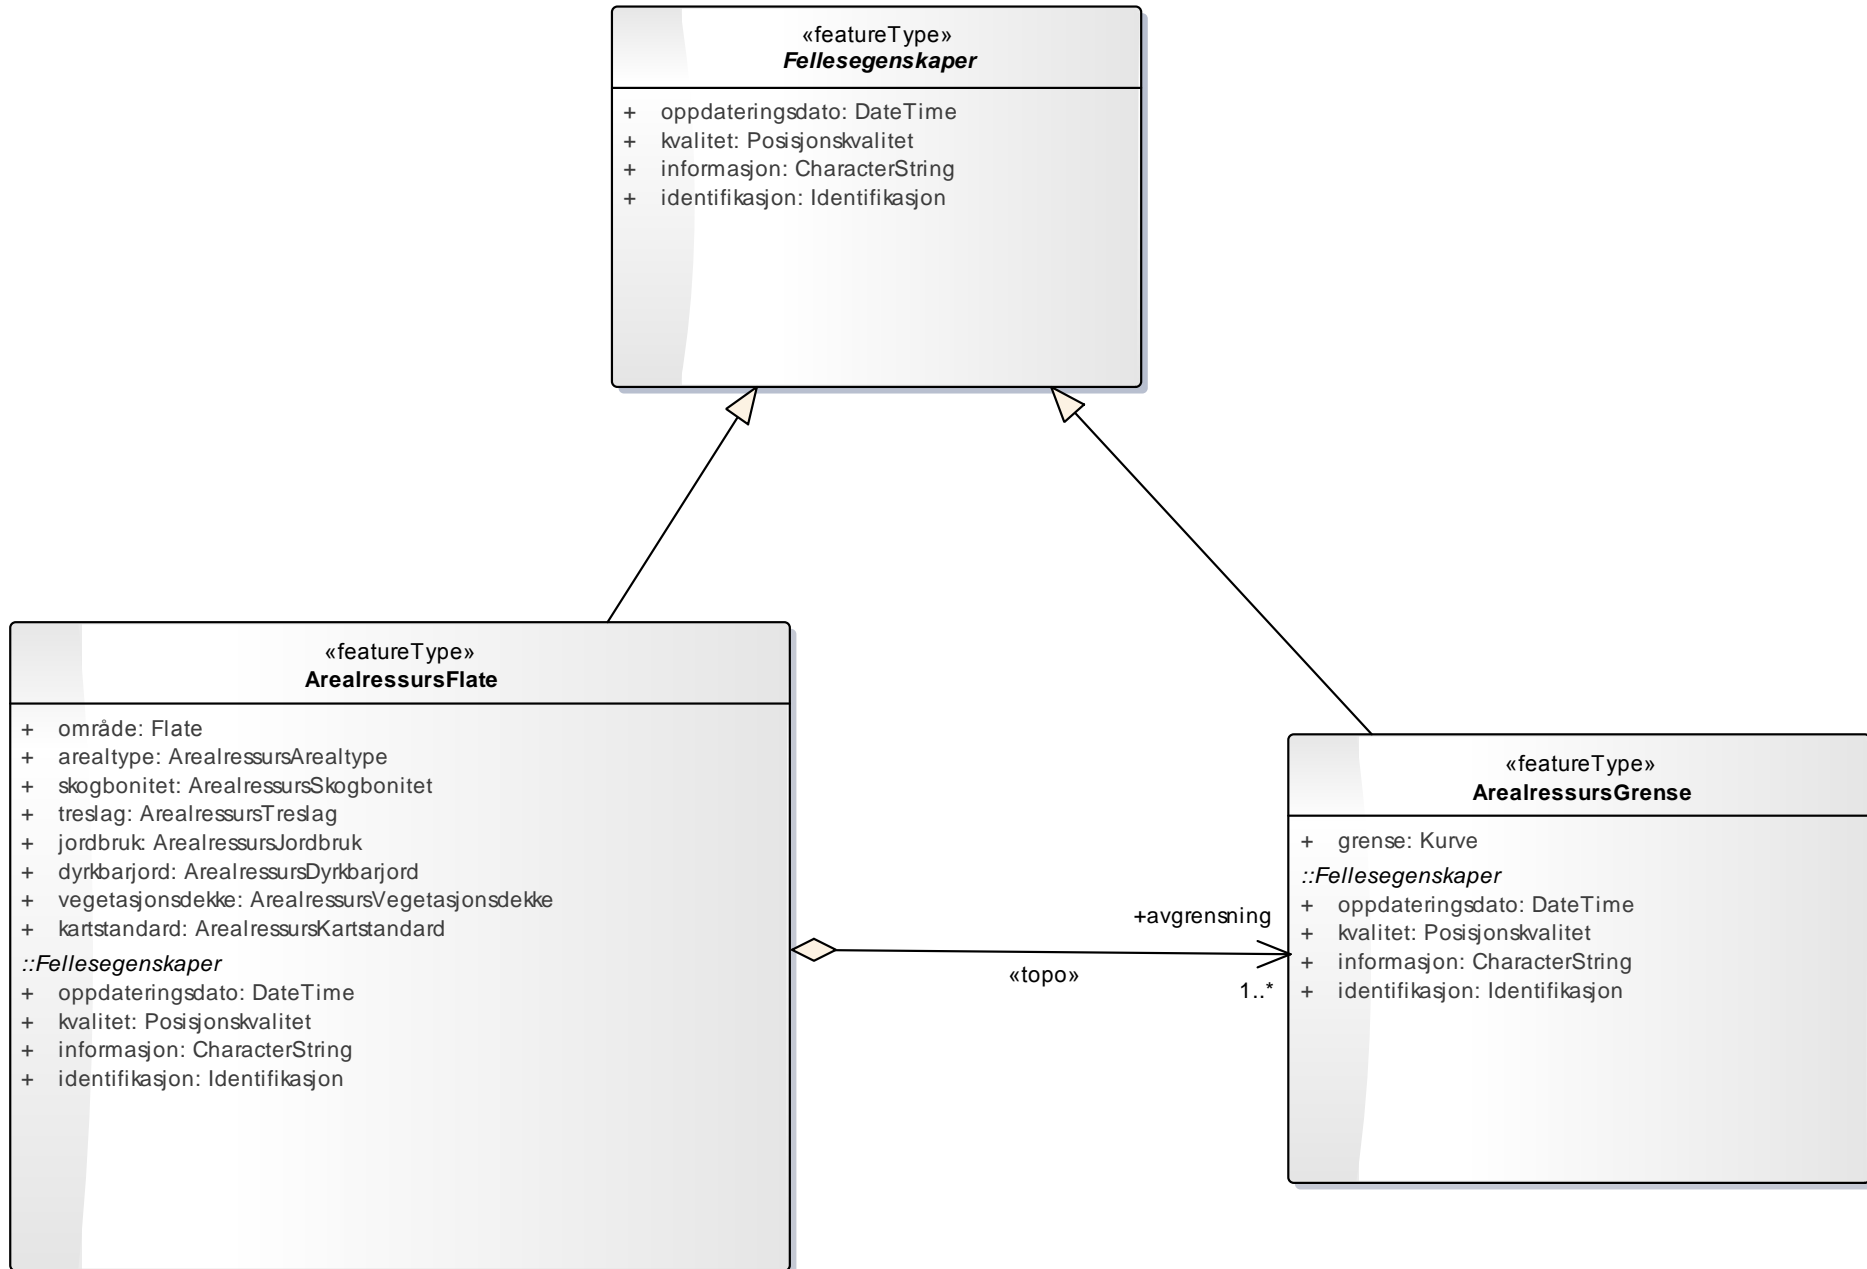 «featureType»
Fellesegenskaper
+ oppdateringsdato: DateTime
+ kvalitet: Posisjonskvalitet
+ informasjon: CharacterString
+ identifikasjon: Identifikasjon
«featureType»
ArealressursFlate
+ område: Flate
+ arealtype: ArealressursArealtype
+ skogbonitet: ArealressursSkogbonitet
+ treslag: ArealressursTreslag
+ jordbruk: ArealressursJordbruk
+ dyrkbarjord: ArealressursDyrkbarjord
+ vegetasjonsdekke: ArealressursVegetasjonsdekke
+ kartstandard: ArealressursKartstandard
::Fellesegenskaper
+ oppdateringsdato: DateTime
+ kvalitet: Posisjonskvalitet
+ informasjon: CharacterString
+ identifikasjon: Identifikasjon
+avgrensning
«topo»
1..*
«featureType»
ArealressursGrense
+ grense: Kurve
::Fellesegenskaper
+ oppdateringsdato: DateTime
+ kvalitet: Posisjonskvalitet
+ informasjon: CharacterString
+ identifikasjon: Identifikasjon